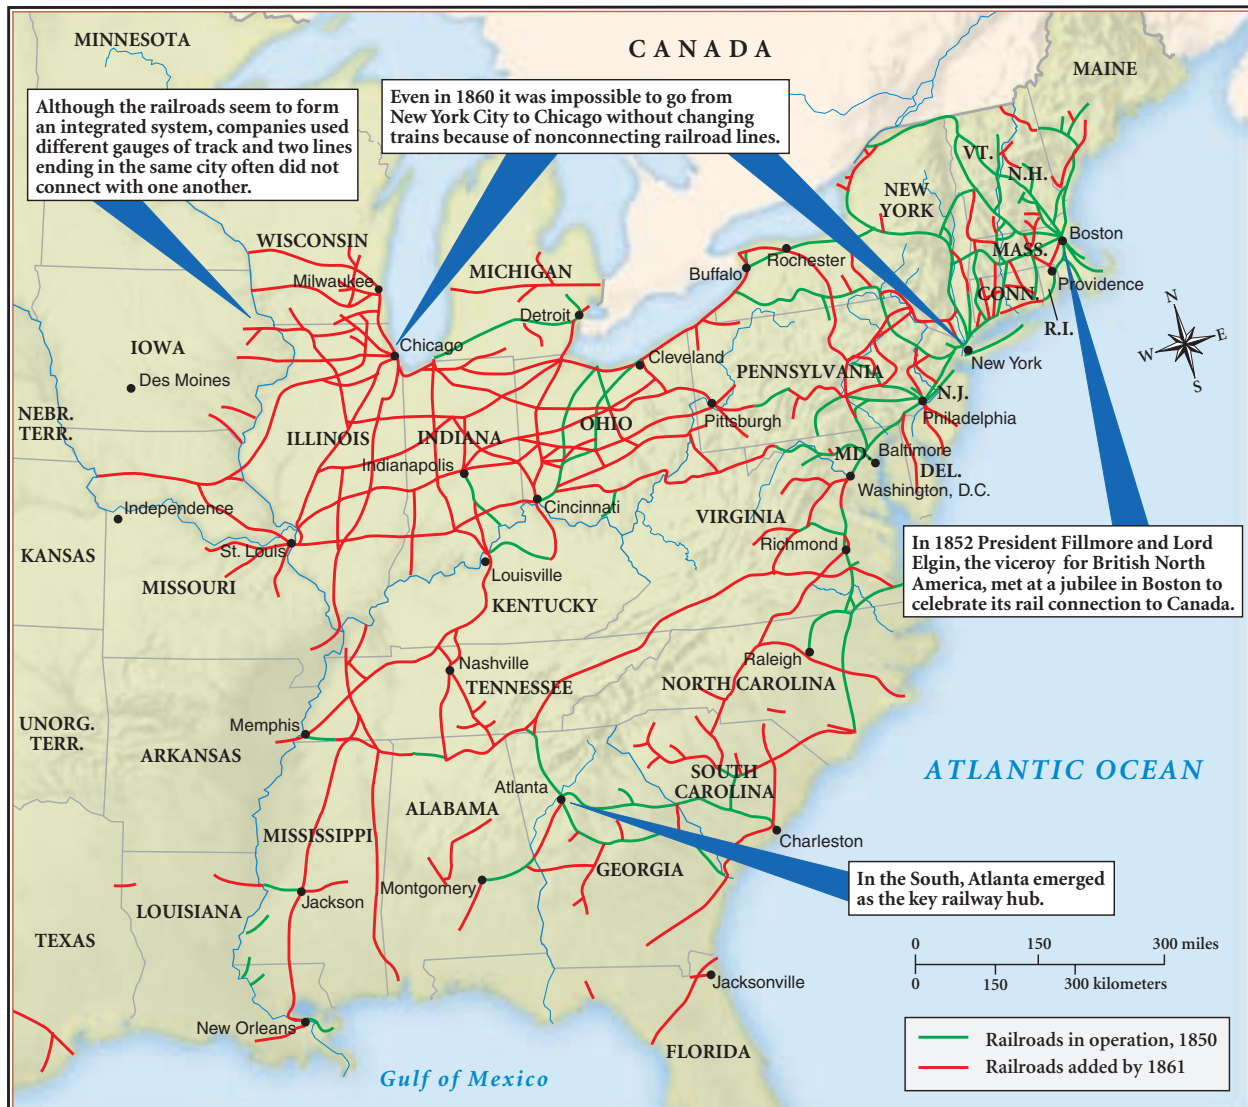 MINNESOTA
CANADA
MAINE
Although the railroads seem to form
an integrated system, companies used
different gauges of track and two lines
ending in the same city often did not
connect with one another.
Even in 1860 it was impossible to go from
New York City to Chicago without changing
trains because of nonconnecting railroad lines.
VT.
N.H.
NEW
YORK
WISCONSIN
Milwaukee
MICHIGAN
Detroit
Buffalo
Rochester
Boston
MASS.
Providence
CONN.
R.I.
N
E
W
S
IOWA
Des Moines
Chicago
Cleveland
New York
PENNSYLVANIA
N.J.
Philadelphia
NEBR.
TERR.
ILLINOIS
INDIANA
Indianapolis
OHIO
Pittsburgh
MD.
Baltimore
DEL.
Washington, D.C.
Independence
Cincinnati
VIRGINIA
Richmond
KANSAS
St. Louis
MISSOURI
Louisville
KENTUCKY
In 1852 President Fillmore and Lord
Elgin, the viceroy for British North
America, met at a jubilee in Boston to
celebrate its rail connection to Canada.
Nashville
TENNESSEE
Raleigh
NORTH CAROLINA
UNORG.
TERR.
Memphis
ARKANSAS
ATLANTIC OCEAN
Atlanta
ALABAMA
SOUTH
CAROLINA
MISSISSIPPI
Charleston
GEORGIA
Montgomery
Jackson
LOUISIANA
TEXAS
In the South, Atlanta emerged
as the key railway hub.
0 150 300 miles
0 150 300 kilometers
Jacksonville
New Orleans
FLORIDA
Gulf of Mexico
Railroads in operation, 1850
Railroads added by 1861